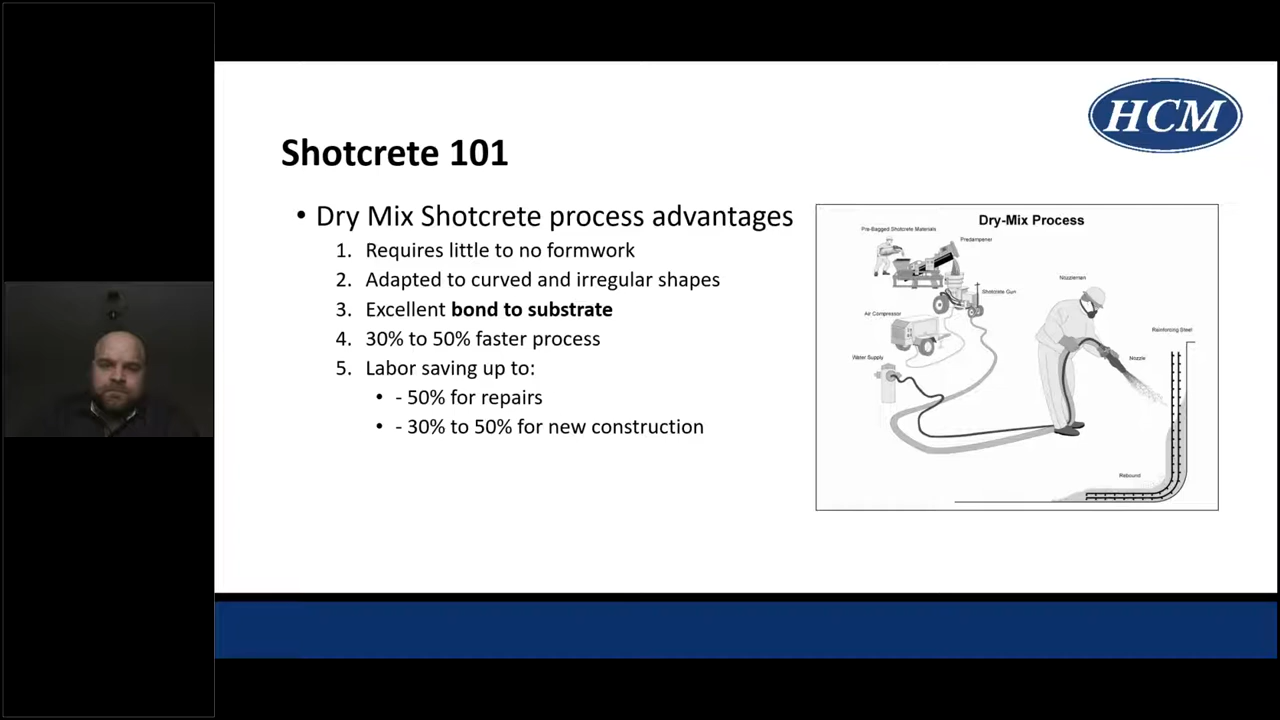 HCM
Shotcrete 101
• Dry Mix Shotcrete process advantages
1. Requires little to no formwork
2. Adapted to curved and irregular shapes
3. Excellent bond to substrate
4. 30% to 50% faster process
5. Labor saving up to:
• - 50% for repairs
• - 30% to 50% for new construction
Dry-Mix Process
Pre-Bagged Shotcrete Materials
Predampener
Nozzleman
Shotcrete Gun
Air Compressor
Reinforcing Steel
Water Supply
Nozzle
Rebound